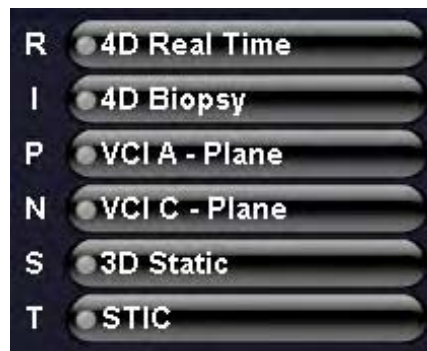 R 4D Real Time
I 4D Biopsy
P VCI A - Plane
N VCI C - Plane
S 3D Static
T STIC